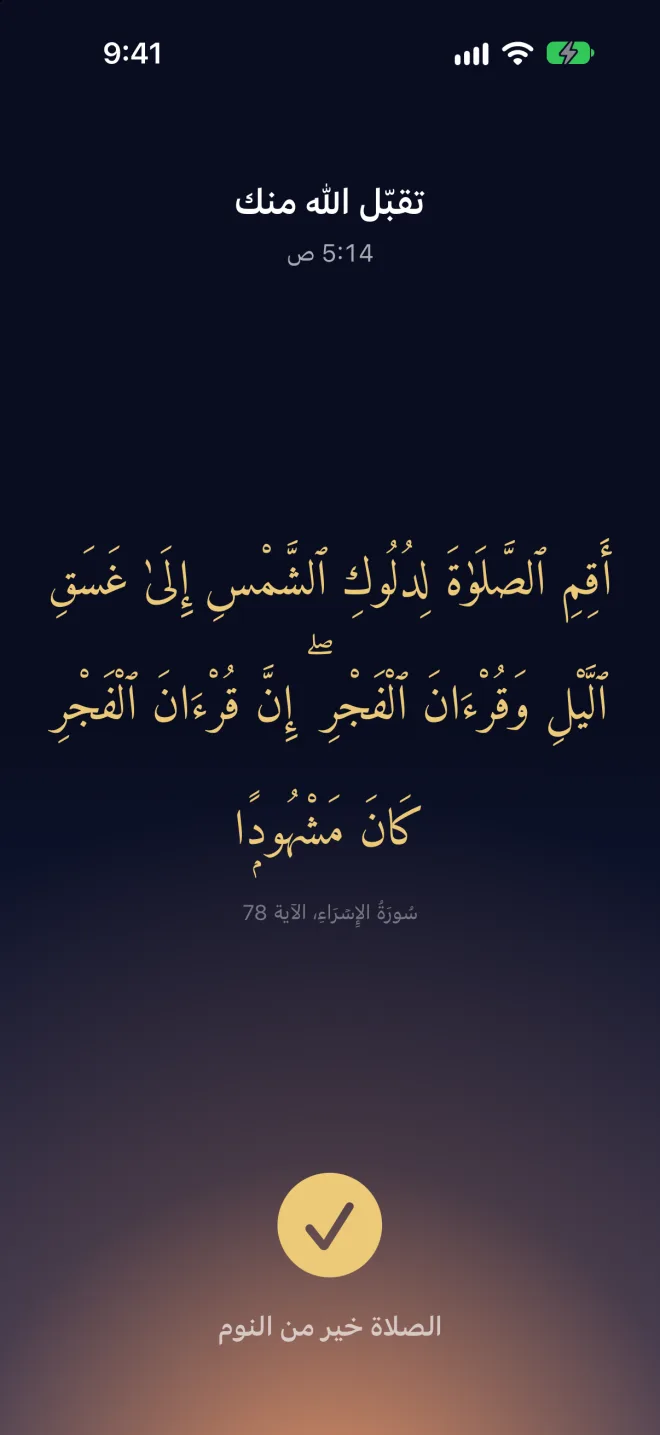 9:41
تقبّل الله منك
5:14 ص
أَقِمِ ٱلصَّلَوٰةَ لِدُلُوكِ ٱلشَّمْسِ إِلَىٰ غَسَقِ
ٱلَّيْلِ وَقُرْءَانَ ٱلْفَجْرِ ۖ إِنَّ قُرْءَانَ ٱلْفَجْرِ
كَانَ مَشْهُودًۭا
سُورَةُ الإِسْرَاءِ، الآية 78
الصلاة خير من النوم